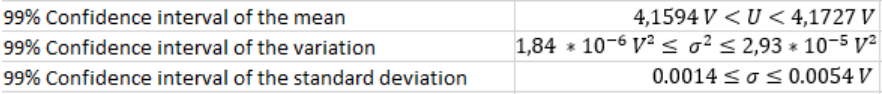 99% Confidence interval of the mean 4,1594 V < U < 4,1727 V
99% Confidence interval of the variation 1,84 * 10⁻⁶ V² ≤ σ² ≤ 2,93 * 10⁻⁵ V²
99% Confidence interval of the standard deviation 0.0014 ≤ σ ≤ 0.0054 V